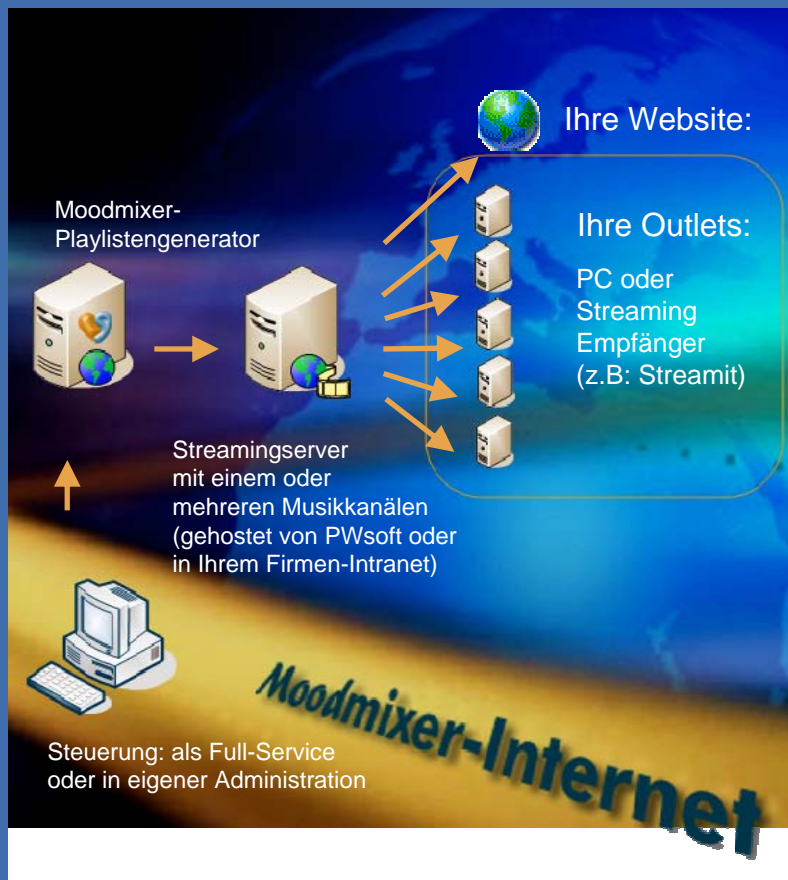 Ihre Website:
Moodmixer-
Playlistengenerator
Ihre Outlets:
PC oder
Streaming
Empfänger
(z.B: Streamit)
Streamingserver
mit einem oder
mehreren Musikkanälen
(gehostet von PWsoft oder
in Ihrem Firmen-Intranet)
Steuerung: als Full-Service
oder in eigener Administration
Moodmixer-Internet